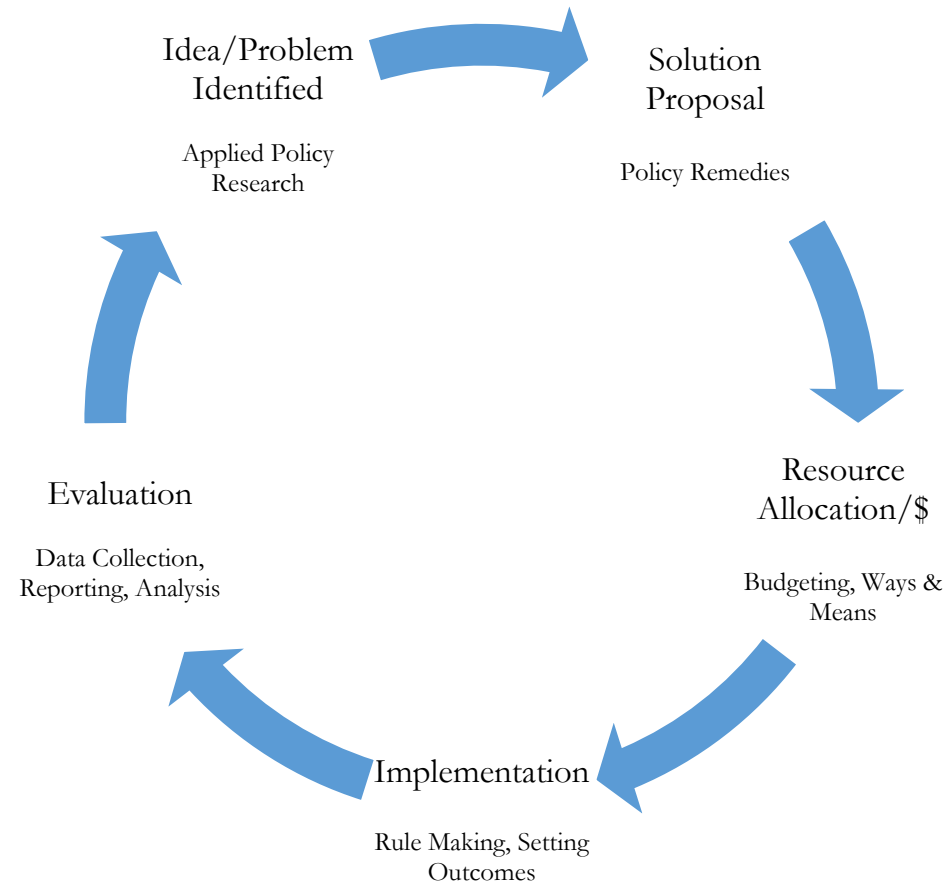 Idea/Problem
Identified
Applied Policy
Research
Solution
Proposal
Policy Remedies
Resource
Allocation/$
Budgeting, Ways &
Means
Implementation
Rule Making, Setting
Outcomes
Evaluation
Data Collection,
Reporting, Analysis